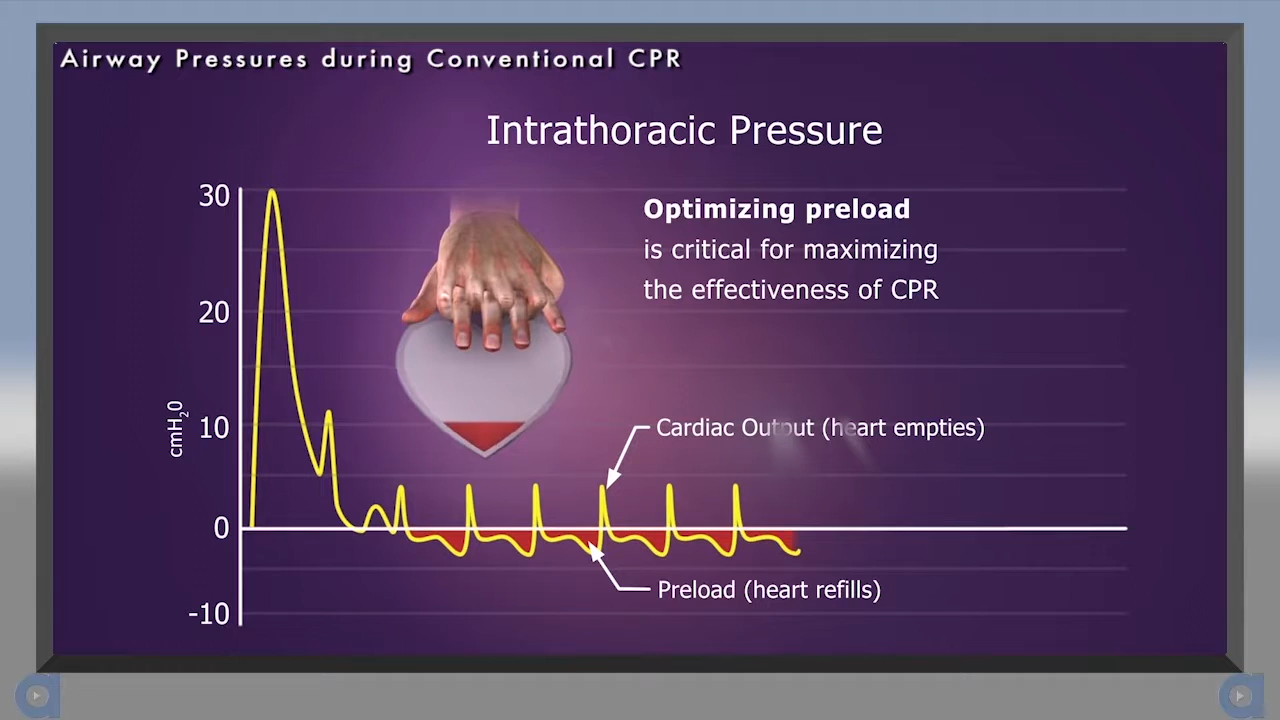 Airway Pressures during Conventional CPR
Intrathoracic Pressure
30
Optimizing preload
is critical for maximizing
the effectiveness of CPR
20
cmH₂0
10
Cardiac Output (heart empties)
0
Preload (heart refills)
-10